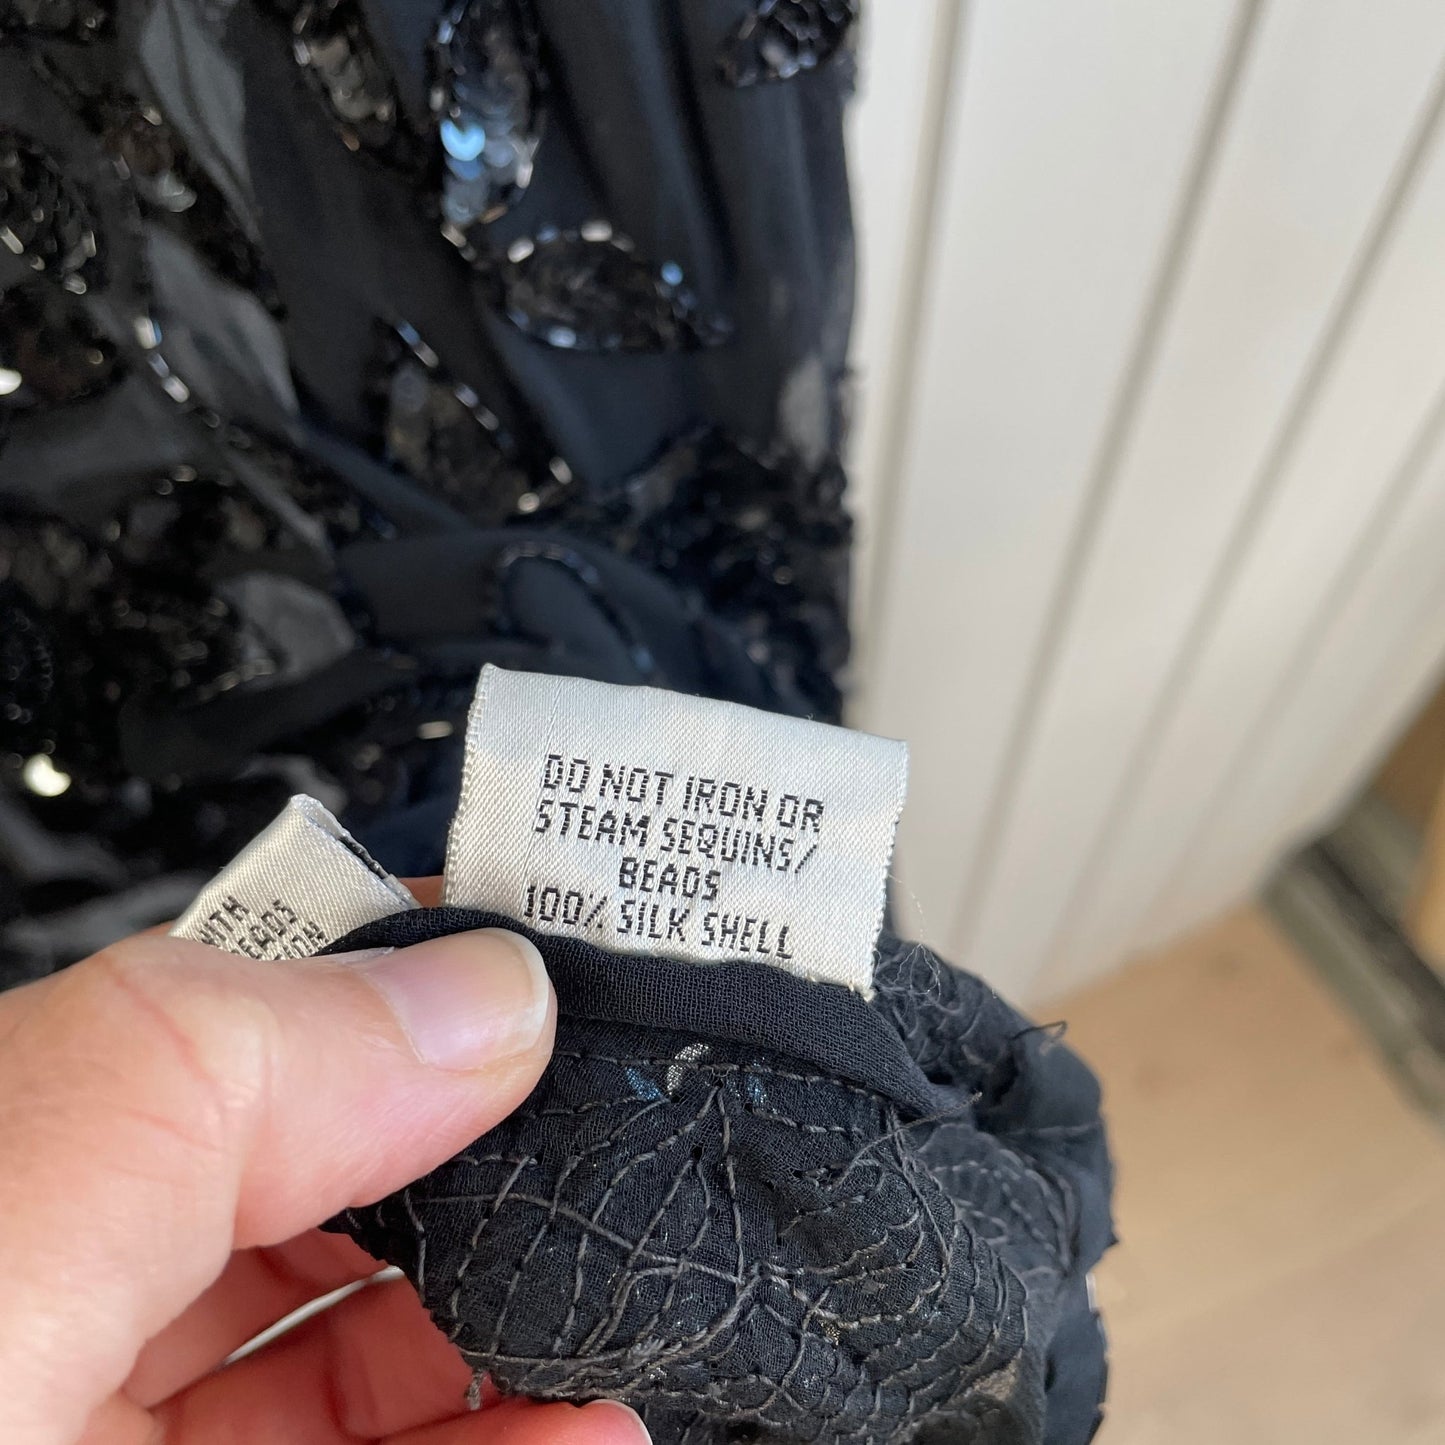 DO NOT IRON OR
STEAM SEQUINS/
BEADS
100% SILK SHELL